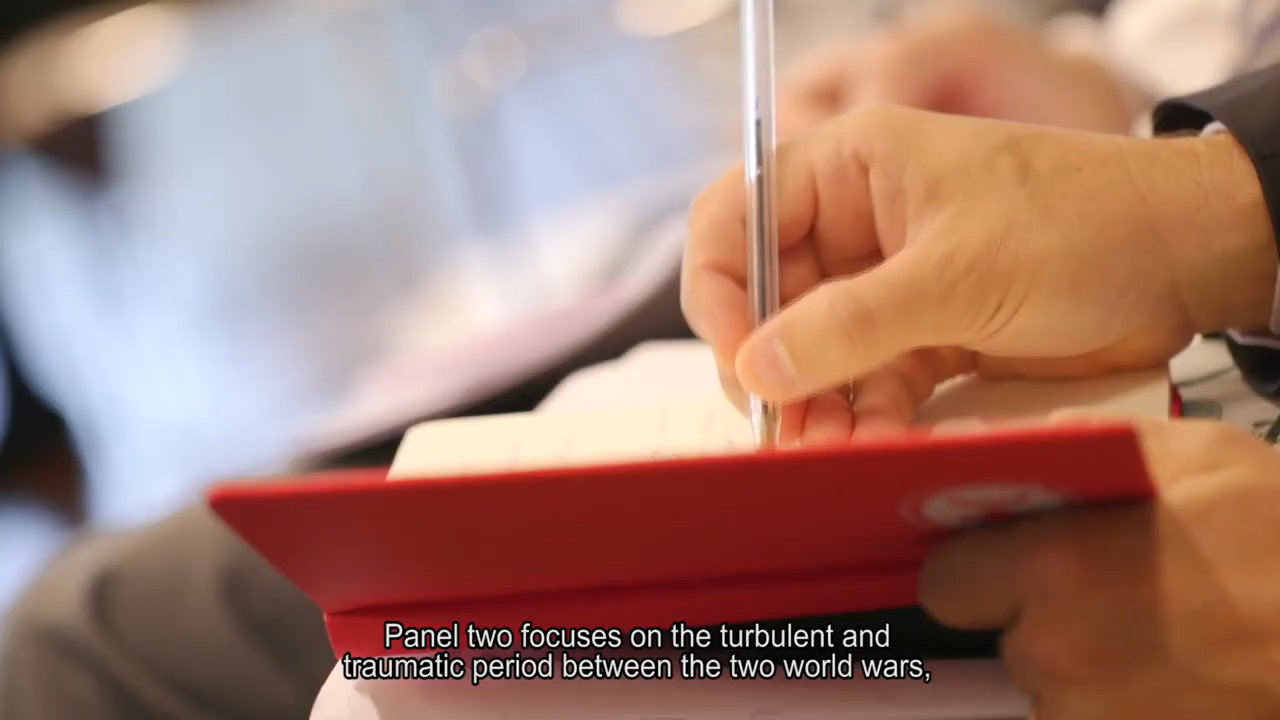 Panel two focuses on the turbulent and
traumatic period between the two world wars,